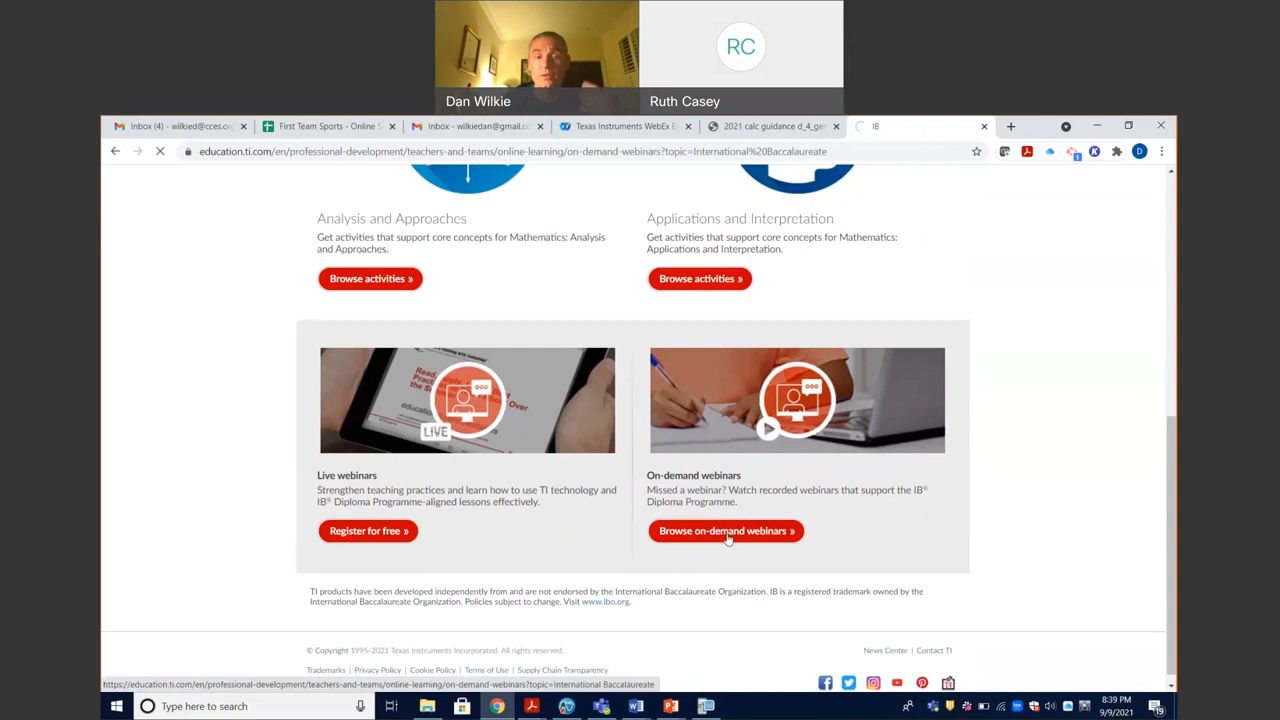 RC
Dan Wilkie
Ruth Casey
Inbox (4) - wilkied@cces.or
First Team Sports - Online S
Inbox - wilkiedan@gmail.c
Texas Instruments WebEx E
2021 calc guidance d_4_ge
IB
education.ti.com/en/professional-development/teachers-and-teams/online-learning/on-demand-webinars?topic=International%20Baccalaureate
D
Analysis and Approaches
Get activities that support core concepts for Mathematics: Analysis
and Approaches.
Browse activities »
Applications and Interpretation
Get activities that support core concepts for Mathematics:
Applications and Interpretation.
Browse activities »
LIVE
Live webinars
Strengthen teaching practices and learn how to use TI technology and
IB® Diploma Programme-aligned lessons effectively.
Register for free »
On-demand webinars
Missed a webinar? Watch recorded webinars that support the IB®
Diploma Programme.
Browse on-demand webinars »
TI products have been developed independently from and are not endorsed by the International Baccalaureate Organization. IB is a registered trademark owned by the
International Baccalaureate Organization. Policies subject to change. Visit www.ibo.org.
© Copyright 1995-2021 Texas Instruments Incorporated. All rights reserved.
News Center | Contact TI
Trademarks | Privacy Policy | Cookie Policy | Terms of Use | Supply Chain Transparency
https://education.ti.com/en/professional-development/teachers-and-teams/online-learning/on-demand-webinars?topic=International Baccalaureate
Type here to search
8:39 PM
9/9/2021
19